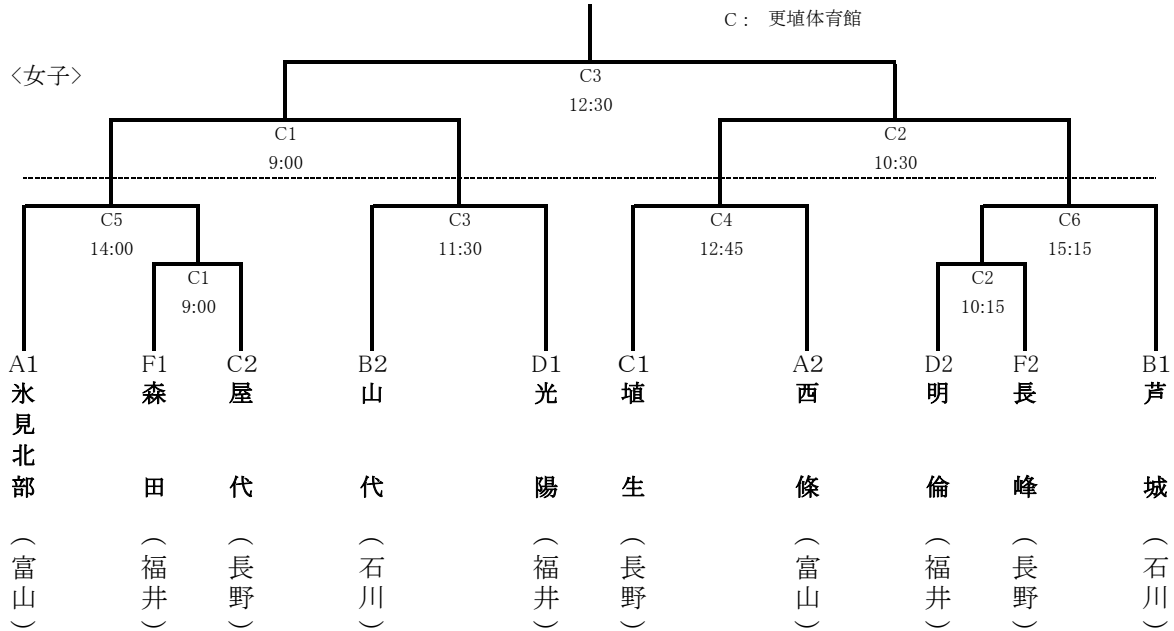 C： 更埴体育館
<女子>
C3
12:30
C1
C2
9:00
10:30
C5
C3
C4
C6
14:00
11:30
12:45
15:15
C1
C2
9:00
10:15
A1
F1
C2
B2
D1
C1
A2
D2
F2
B1
氷見北部
森田
屋代
山代
光陽
埴生
西條
明倫
長峰
芦城
（富山）
（福井）
（長野）
（石川）
（福井）
（長野）
（富山）
（福井）
（長野）
（石川）